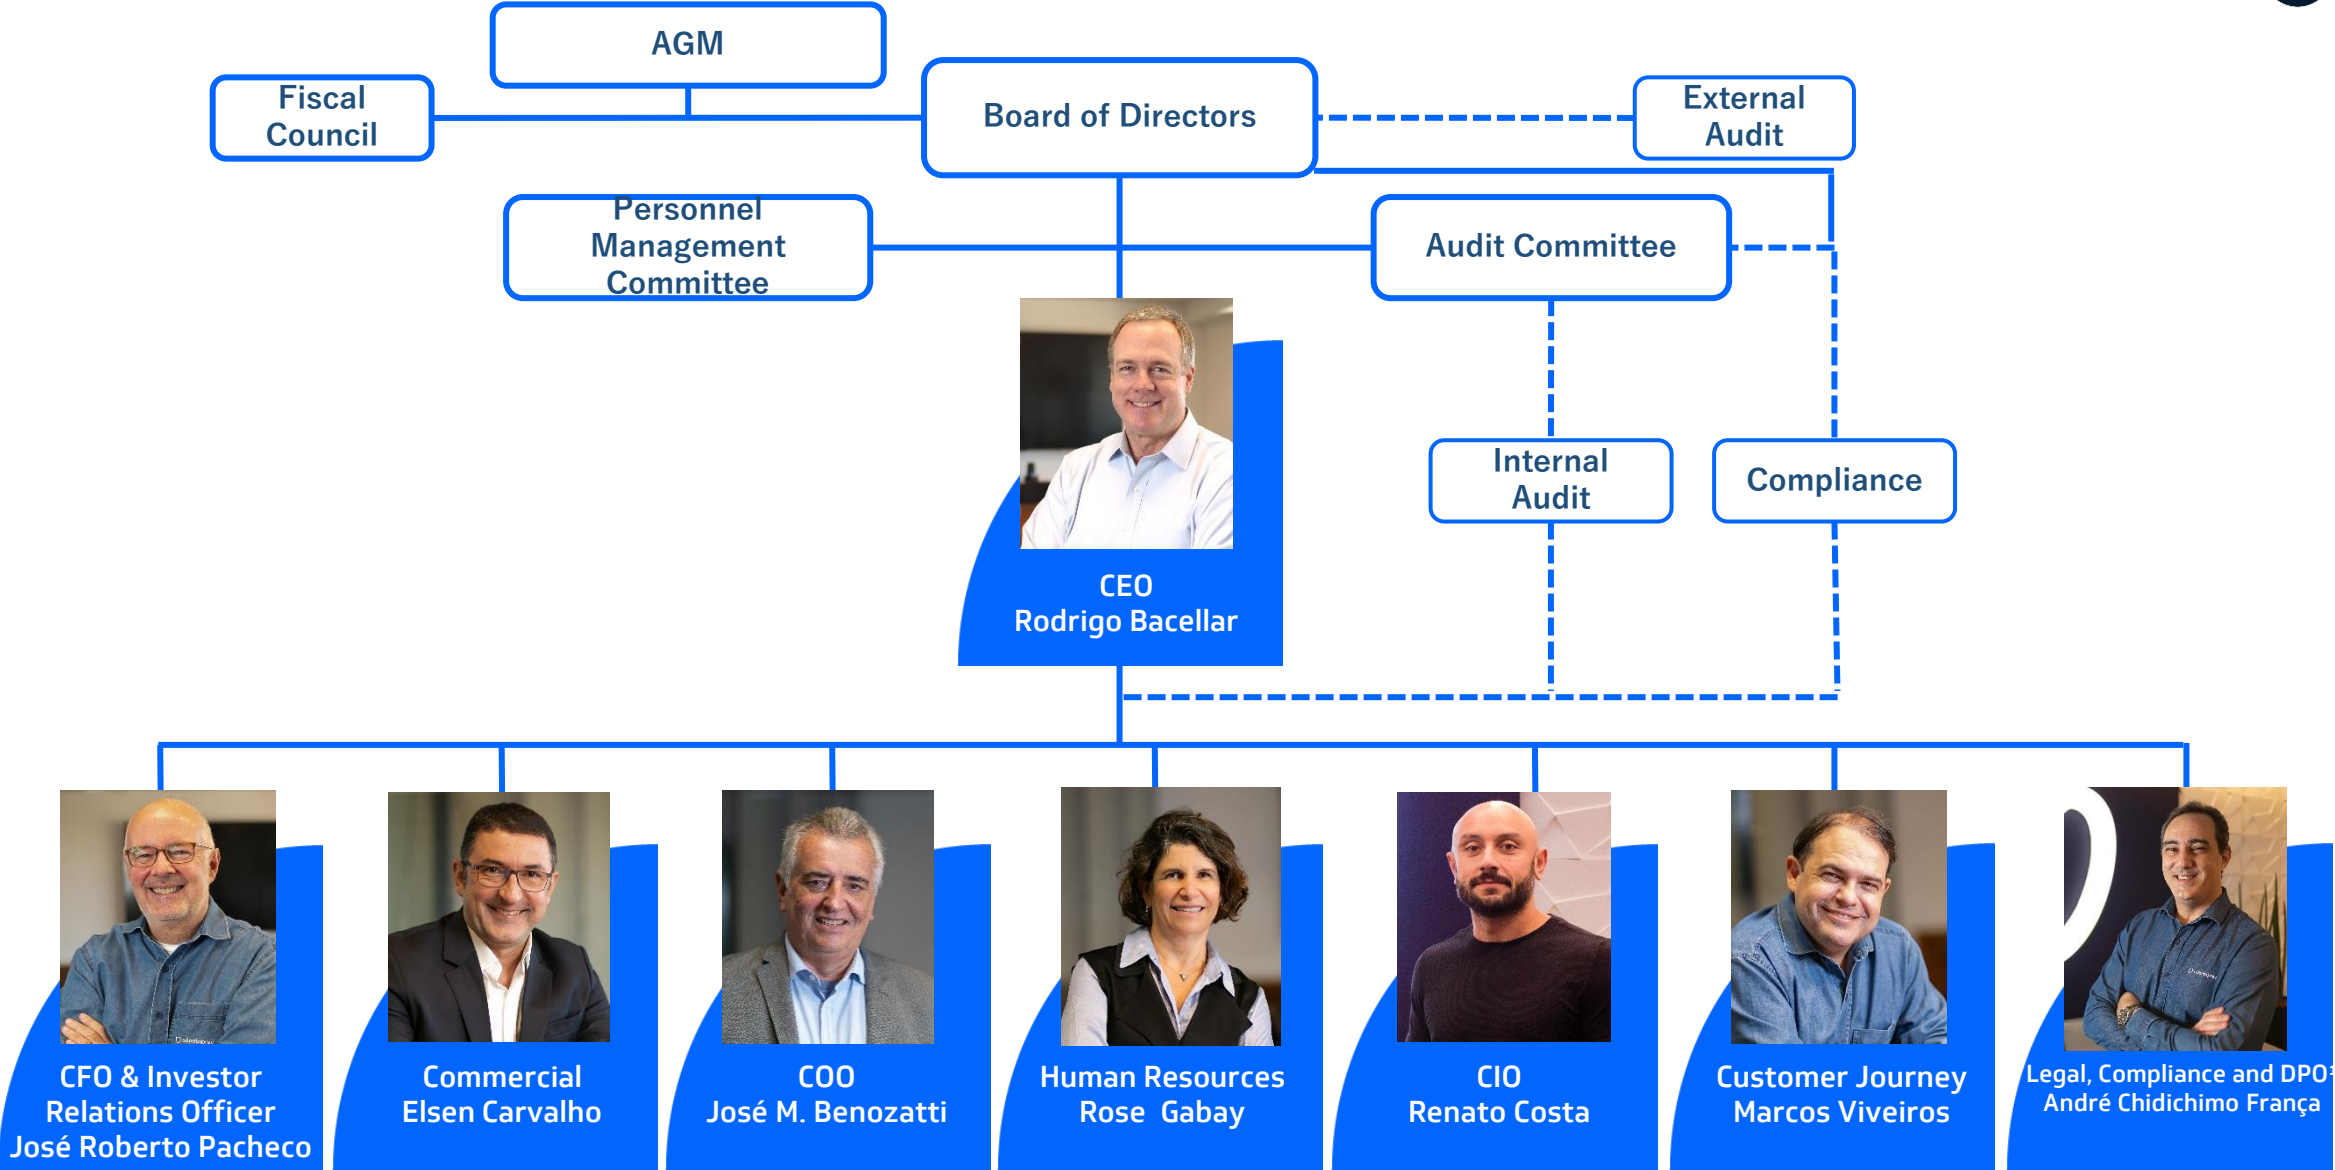 AGM
Fiscal
Council
Board of Directors
External
Audit
Personnel
Management
Committee
Audit Committee
Internal
Audit
Compliance
CEO
Rodrigo Bacellar
CFO & Investor
Relations Officer
José Roberto Pacheco
Commercial
Elsen Carvalho
COO
José M. Benozatti
Human Resources
Rose  Gabay
CIO
Renato Costa
Customer Journey
Marcos Viveiros
Legal, Compliance and DPO
André Chidichimo França